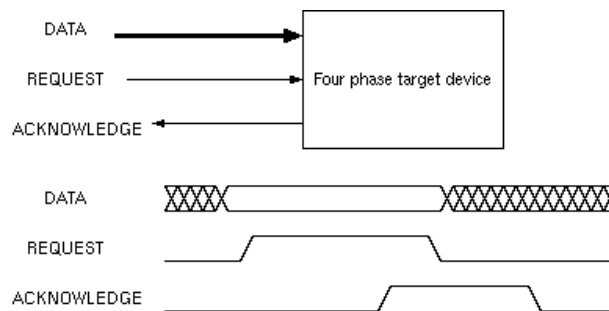 DATA
REQUEST
Four phase target device
ACKNOWLEDGE
DATA
REQUEST
ACKNOWLEDGE